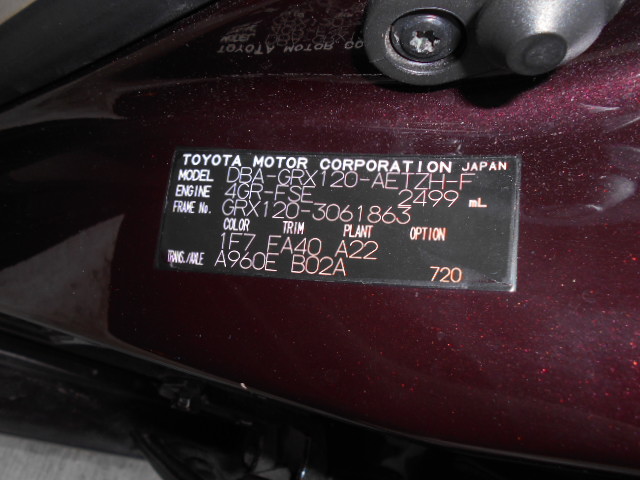 TOYOTA MOTOR CORPORATION JAPAN
MODEL DBA-GRX120-AETZH-F
ENGINE 4GR-FSE 2499 mL
FRAME No. GRX120-3061863
COLOR TRIM PLANT OPTION
1F7 EA40 A22
TRANS./AXLE A960E B02A 720